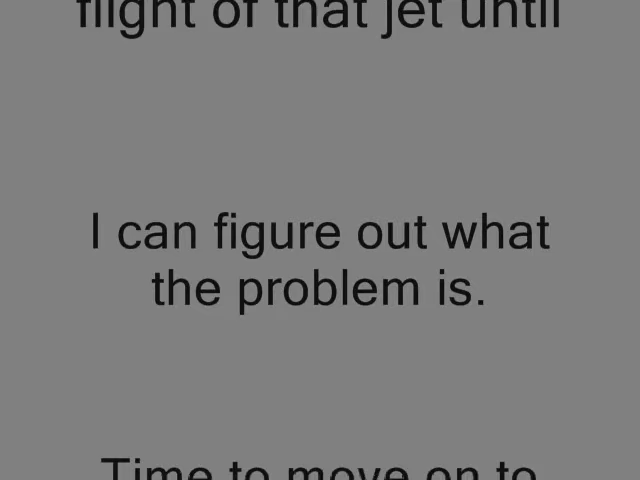 flight of that jet until
I can figure out what
the problem is.
Time to move on to